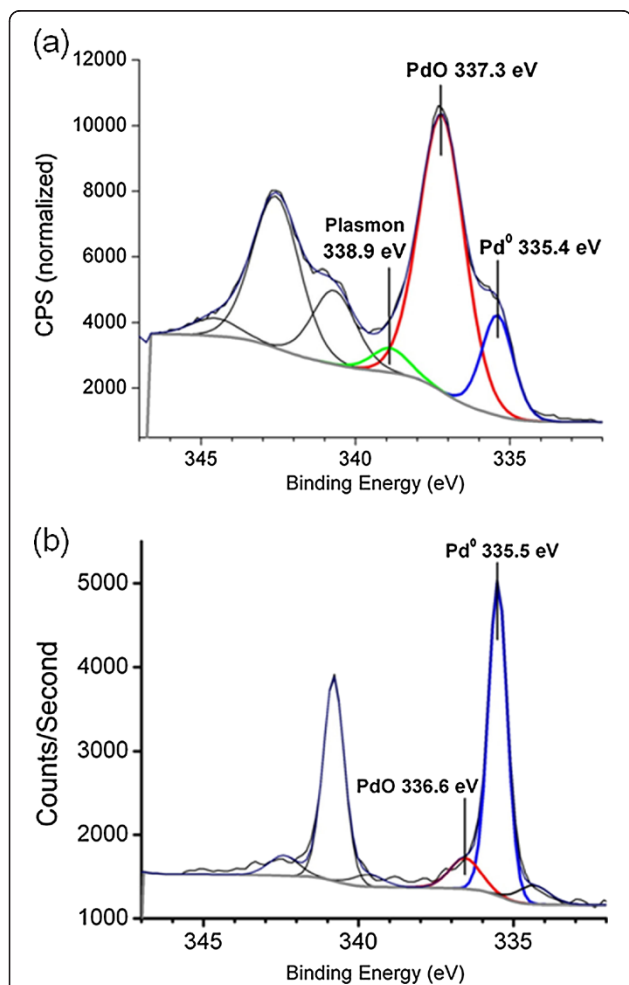 (a)
12000
10000
8000
6000
4000
2000
CPS (normalized)
PdO 337.3 eV
Plasmon
338.9 eV
Pd⁰ 335.4 eV
345
340
335
Binding Energy (eV)
(b)
5000
4000
3000
2000
1000
Counts/Second
Pd⁰ 335.5 eV
PdO 336.6 eV
345
340
335
Binding Energy (eV)